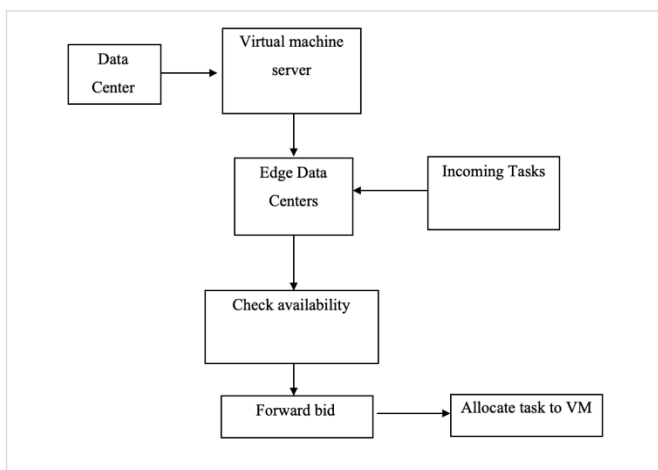 Data
Center
Virtual machine
server
Edge Data
Centers
Incoming Tasks
Check availability
Forward bid
Allocate task to VM